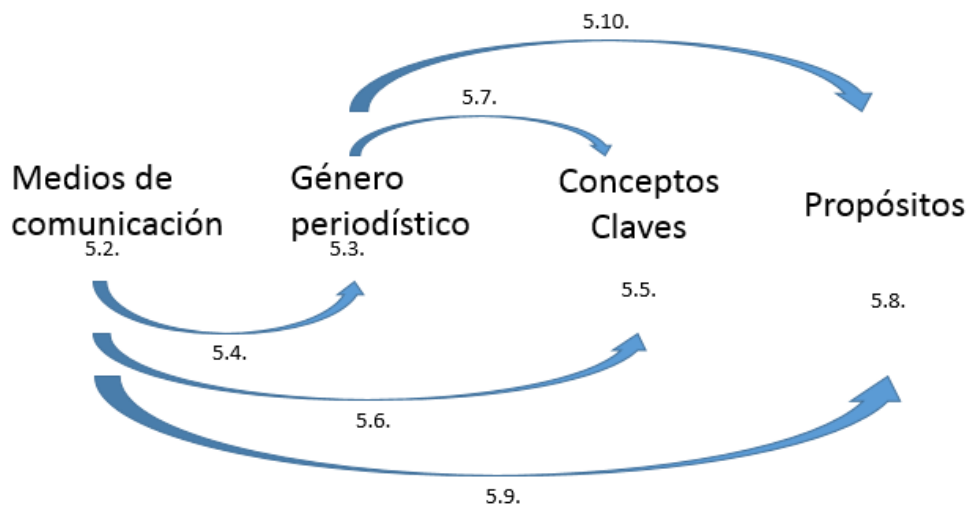 5.10.
5.7.
Medios de
comunicación
5.2.
Género
periodístico
5.3.
Conceptos
Claves
5.5.
Propósitos
5.8.
5.4.
5.6.
5.9.